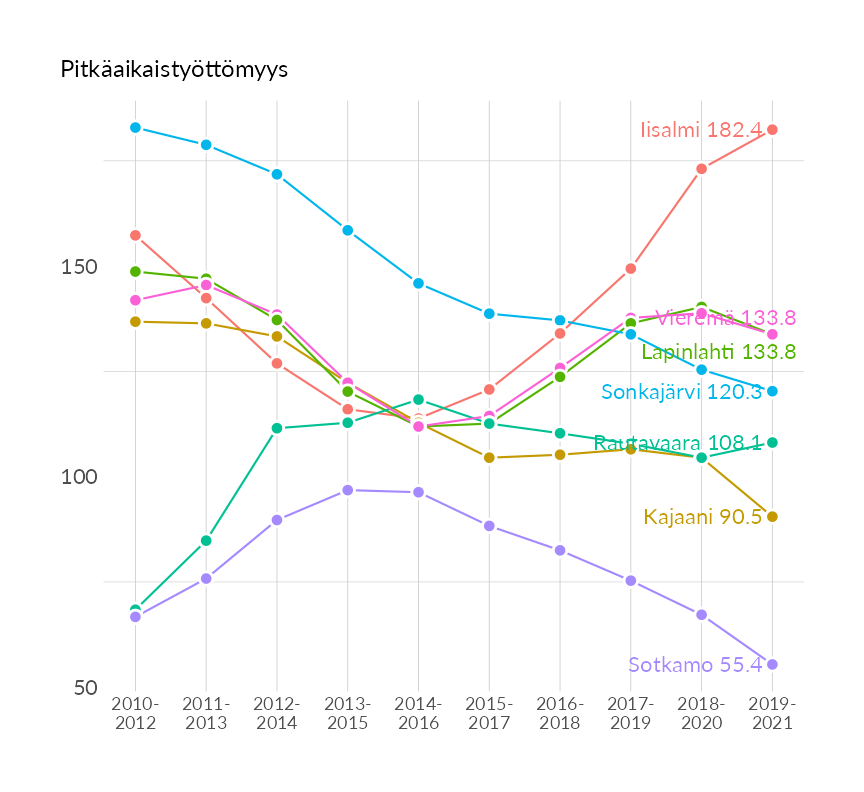 Pitkäaikaistyöttömyys
Iisalmi 182.4
150
Vieremä 133.8
Lapinlahti 133.8
Sonkajärvi 120.3
Rautavaara 108.1
100
Kajaani 90.5
Sotkamo 55.4
50
2010- 2011- 2012- 2013- 2014- 2015- 2016- 2017- 2018- 2019-
2012 2013 2014 2015 2016 2017 2018 2019 2020 2021